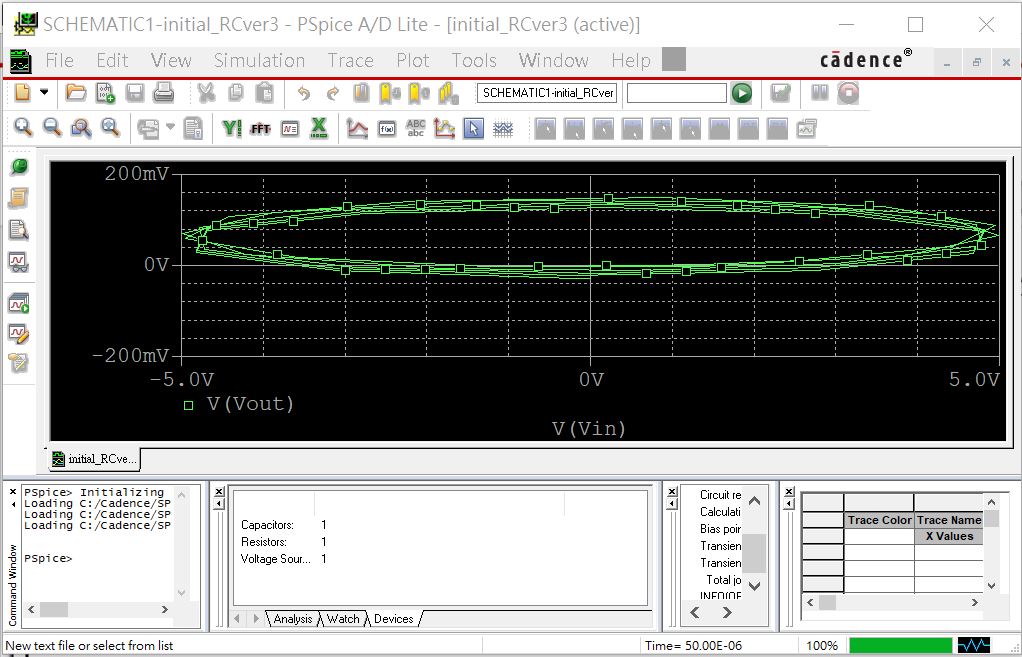 SCHEMATIC1-initial_RCver3 - PSpice A/D Lite - [initial_RCver3 (active)]
File Edit View Simulation Trace Plot Tools Window Help cādence®
SCHEMATIC1-initial_RCver
FFT ABC abc
200mV
0V
-200mV
-5.0V 0V 5.0V
V(Vout)
V(Vin)
initial_RCve...
PSpice> Initializing
Loading C:/Cadence/SP
Loading C:/Cadence/SP
Loading C:/Cadence/SP
PSpice>
Command Window
Capacitors: 1
Resistors: 1
Voltage Sour... 1
Analysis Watch Devices
Circuit re
Calculati
Bias poir
Transien
Transien
Total jo
Trace Color Trace Name
X Values
New text file or select from list Time= 50.00E-06 100%